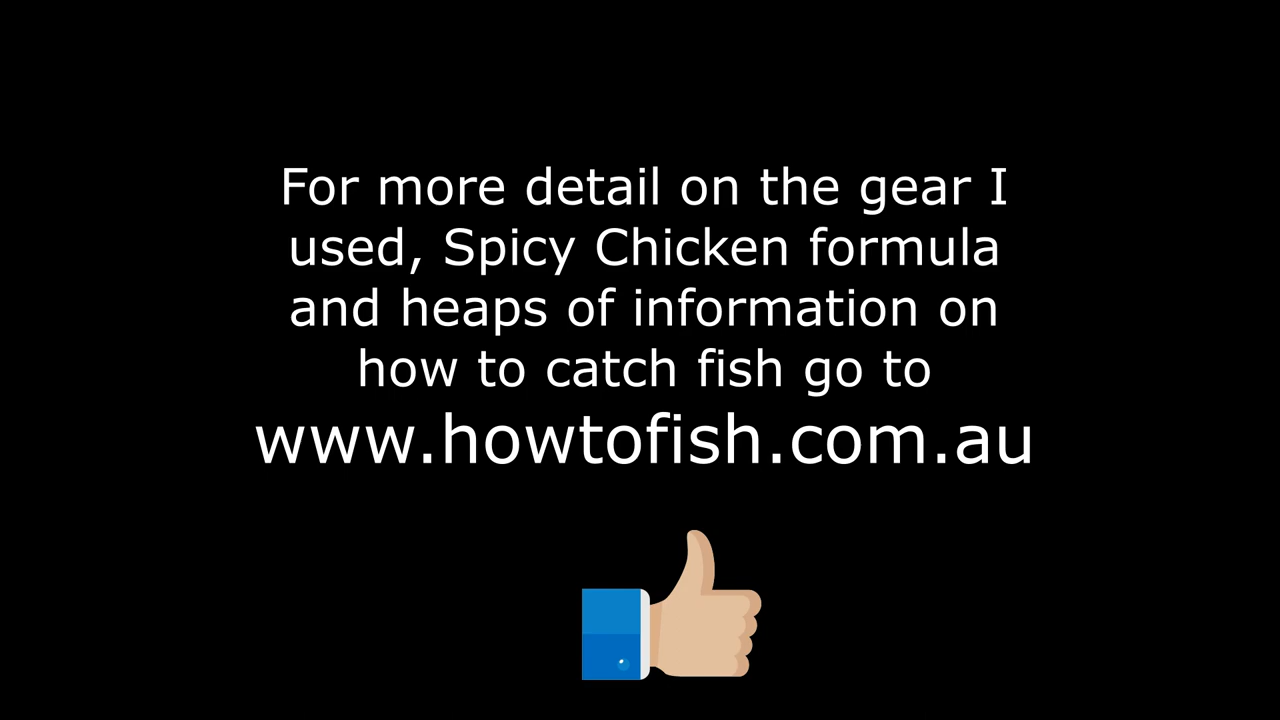 For more detail on the gear I
used, Spicy Chicken formula
and heaps of information on
how to catch fish go to
www.howtofish.com.au